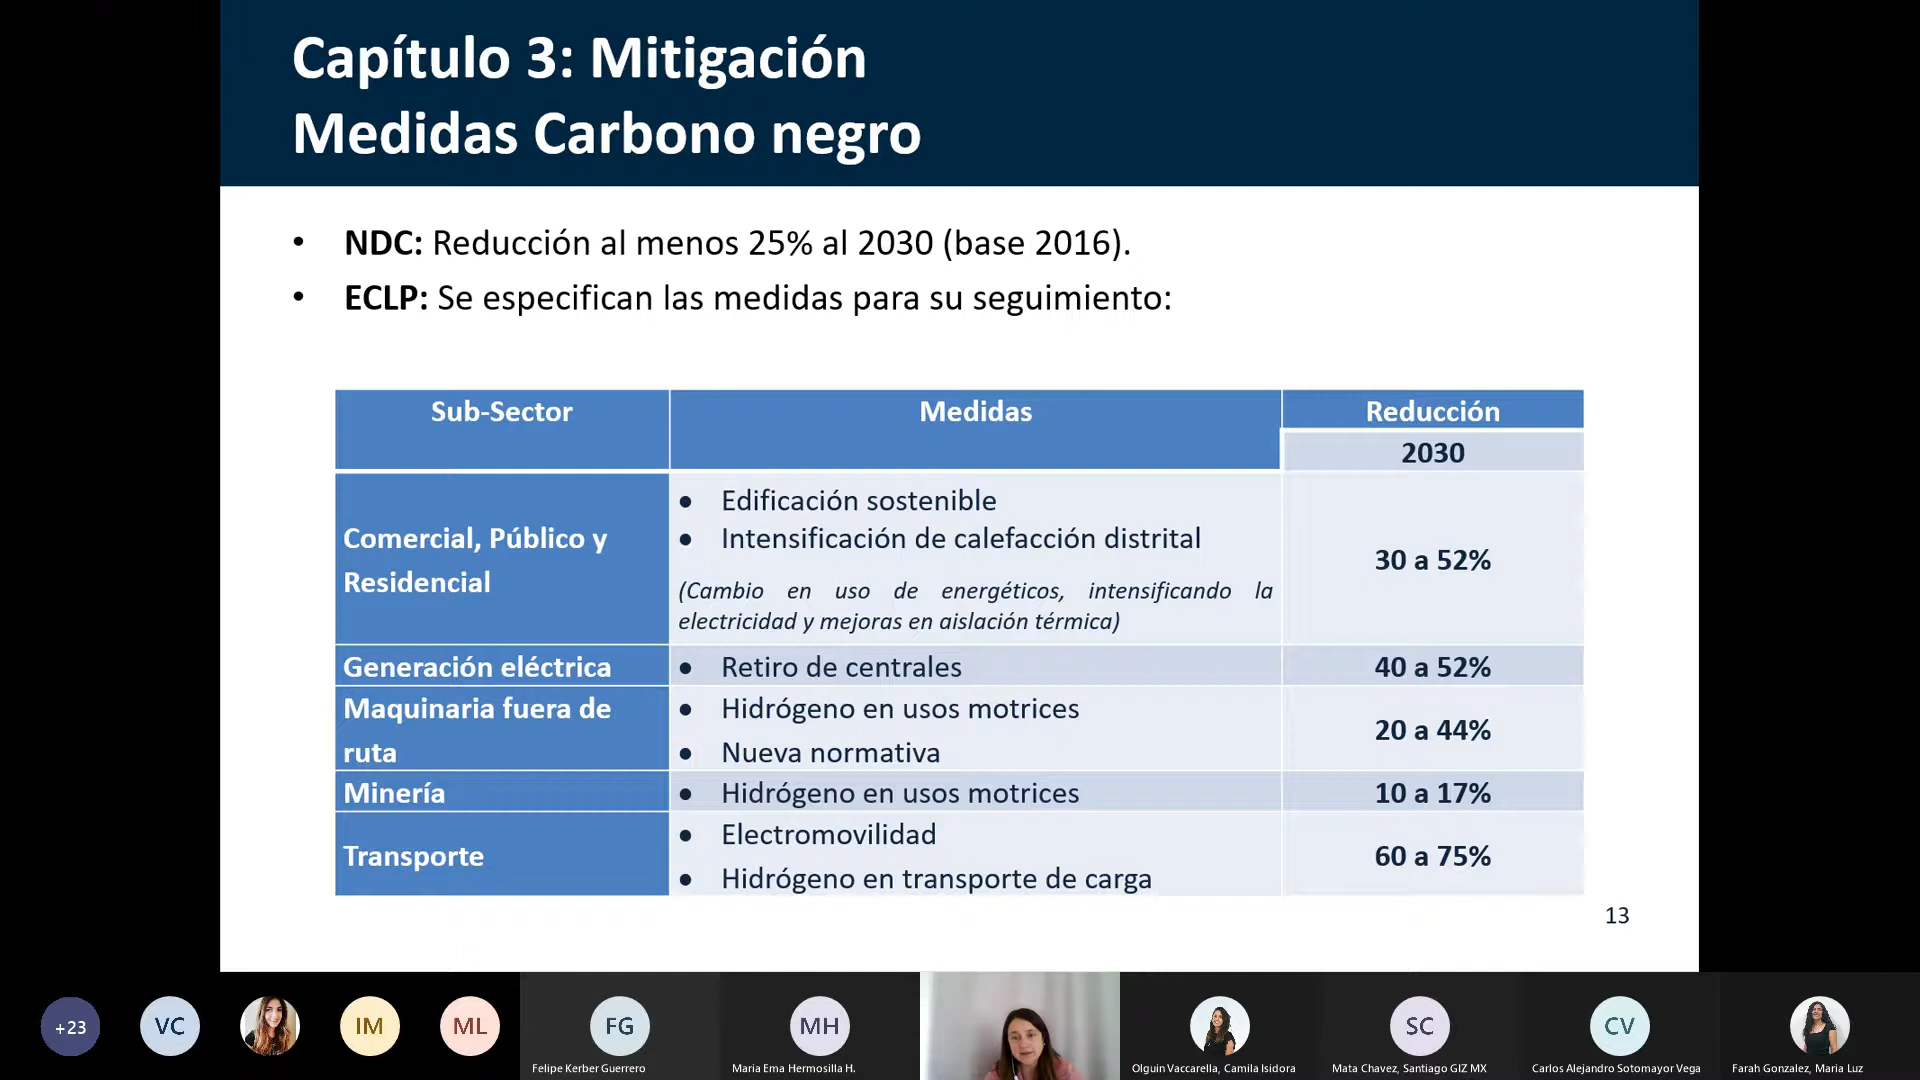 Capítulo 3: Mitigación
Medidas Carbono negro
• NDC: Reducción al menos 25% al 2030 (base 2016).
• ECLP: Se especifican las medidas para su seguimiento:
Sub-Sector
Medidas
Reducción
2030
Comercial, Público y
Residencial
• Edificación sostenible
• Intensificación de calefacción distrital
(Cambio en uso de energéticos, intensificando la
electricidad y mejoras en aislación térmica)
30 a 52%
Generación eléctrica
• Retiro de centrales
40 a 52%
Maquinaria fuera de
ruta
• Hidrógeno en usos motrices
• Nueva normativa
20 a 44%
Minería
• Hidrógeno en usos motrices
10 a 17%
Transporte
• Electromovilidad
• Hidrógeno en transporte de carga
60 a 75%
13
+23
VC
IM
ML
FG
Felipe Kerber Guerrero
MH
Maria Ema Hermosilla H.
Olguin Vaccarella, Camila Isidora
SC
Mata Chavez, Santiago GIZ MX
CV
Carlos Alejandro Sotomayor Vega
Farah Gonzalez, Maria Luz